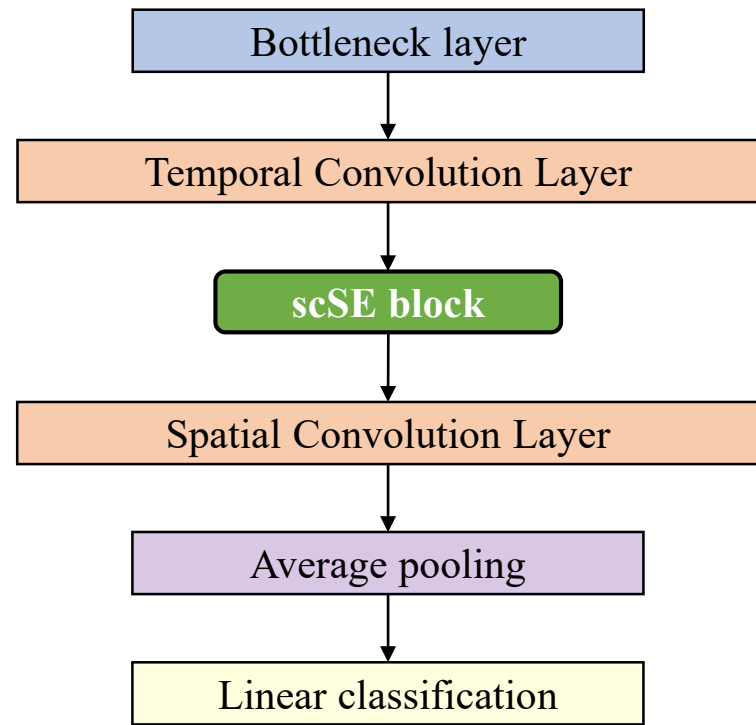 Bottleneck layer
Temporal Convolution Layer
scSE block
Spatial Convolution Layer
Average pooling
Linear classification